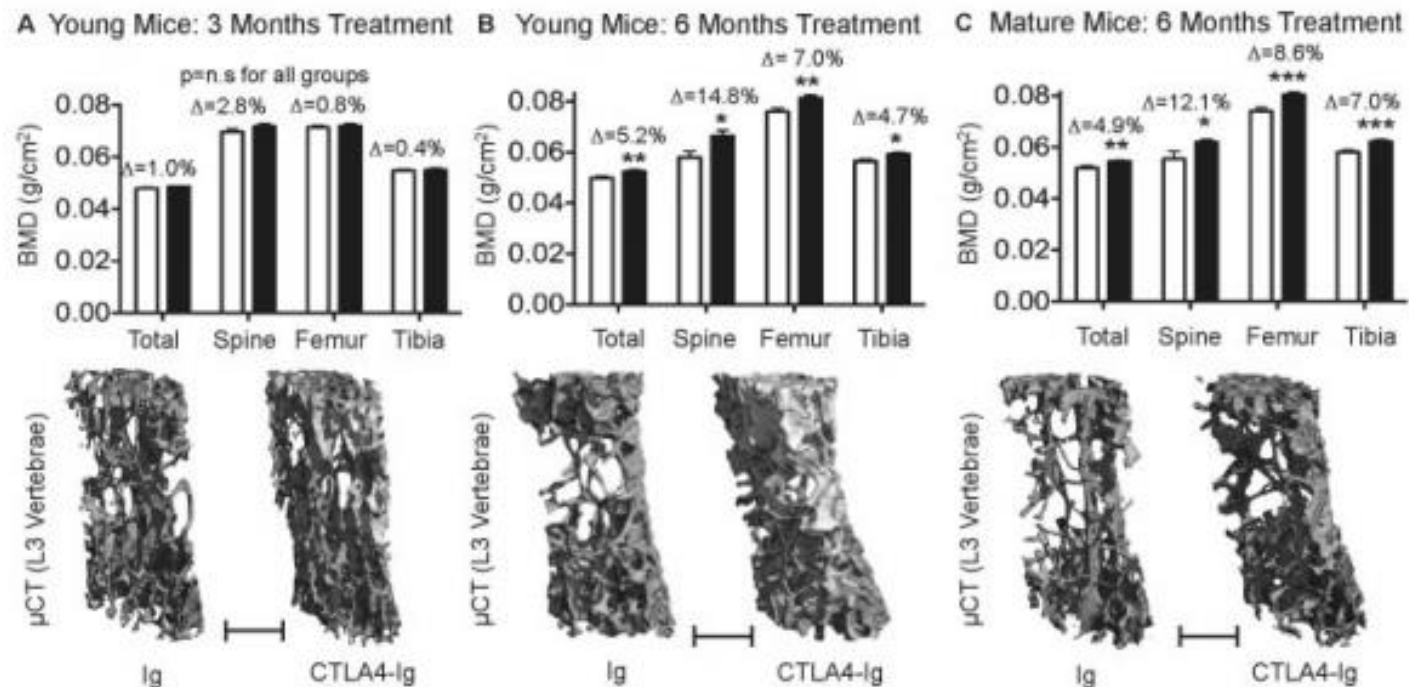 A Young Mice: 3 Months Treatment
p=n.s for all groups
Δ=2.8% Δ=0.8%
Δ=1.0%
Δ=0.4%
BMD (g/cm²)
0.08
0.06
0.04
0.02
0.00
Total Spine Femur Tibia
µCT (L3 Vertebrae)
Ig CTLA4-Ig
B Young Mice: 6 Months Treatment
Δ= 7.0%
**
Δ=14.8%
*
Δ=4.7%
*
Δ=5.2%
**
BMD (g/cm²)
0.08
0.06
0.04
0.02
0.00
Total Spine Femur Tibia
µCT (L3 Vertebrae)
Ig CTLA4-Ig
C Mature Mice: 6 Months Treatment
Δ=8.6%
***
Δ=12.1%
*
Δ=7.0%
***
Δ=4.9%
**
BMD (g/cm²)
0.08
0.06
0.04
0.02
0.00
Total Spine Femur Tibia
µCT (L3 Vertebrae)
Ig CTLA4-Ig